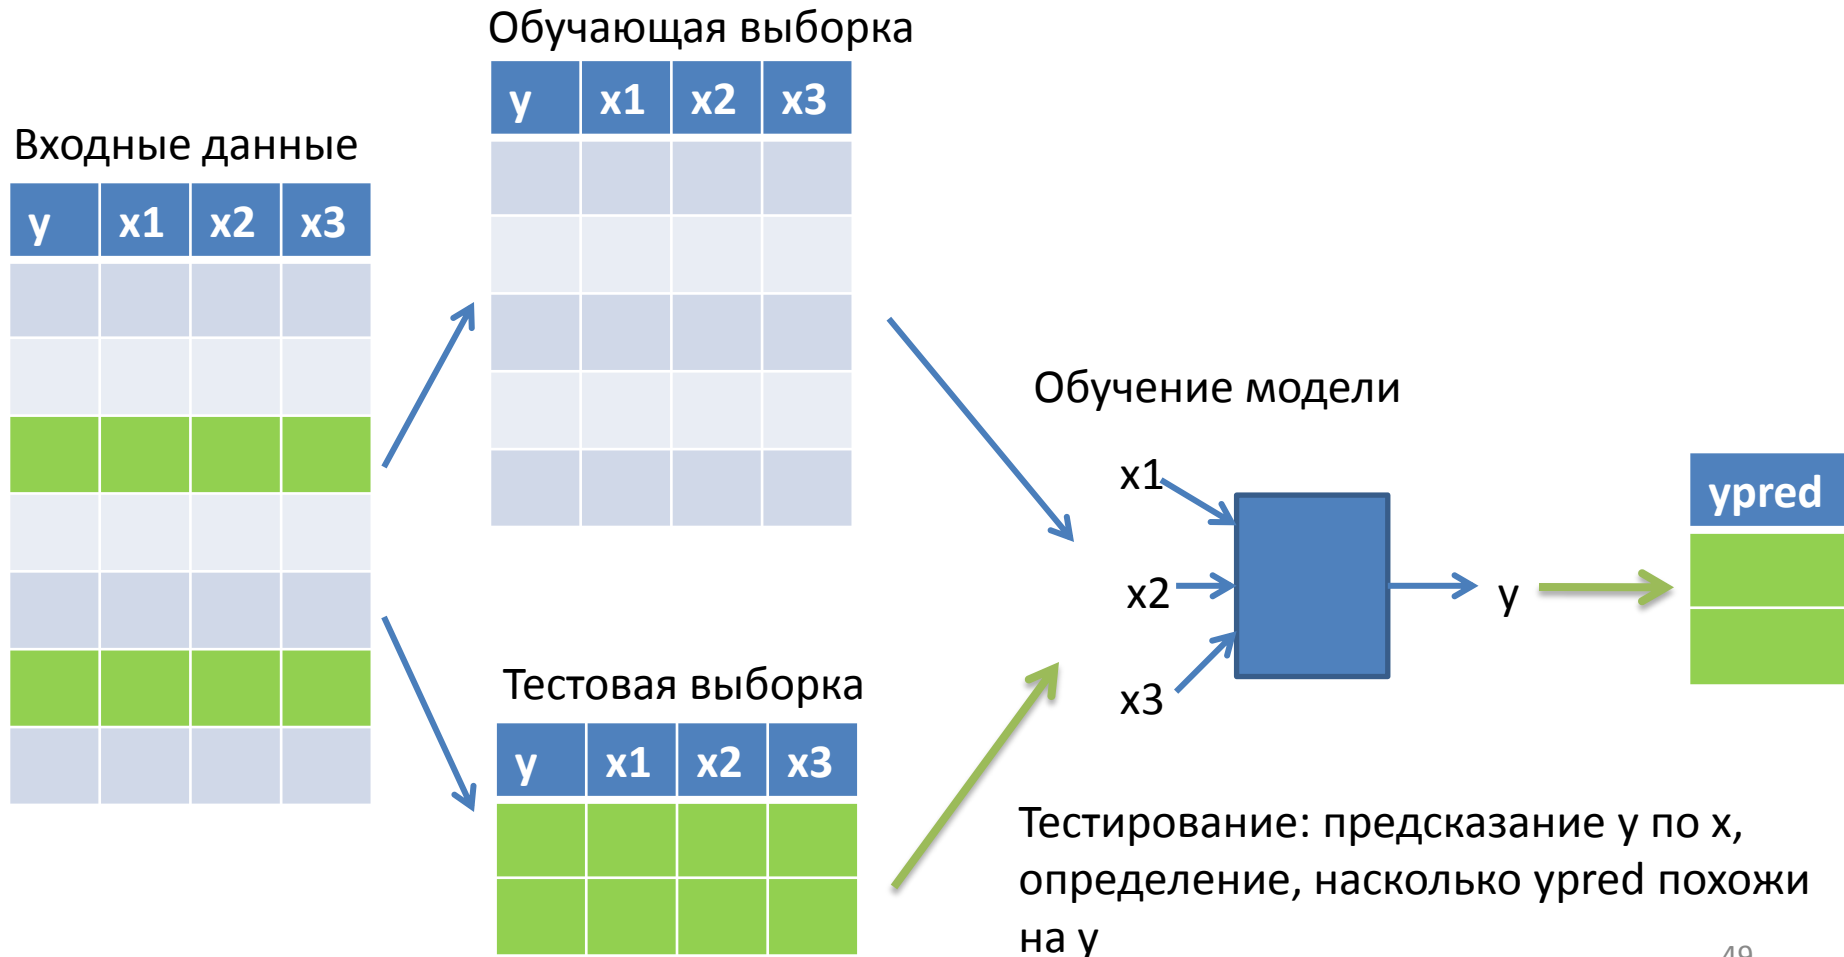 Обучающая выборка
y x1 x2 x3
Входные данные
y x1 x2 x3
Обучение модели
x1
x2
x3
y
ypred
Тестовая выборка
y x1 x2 x3
Тестирование: предсказание y по x,
определение, насколько ypred похожи
на y
49